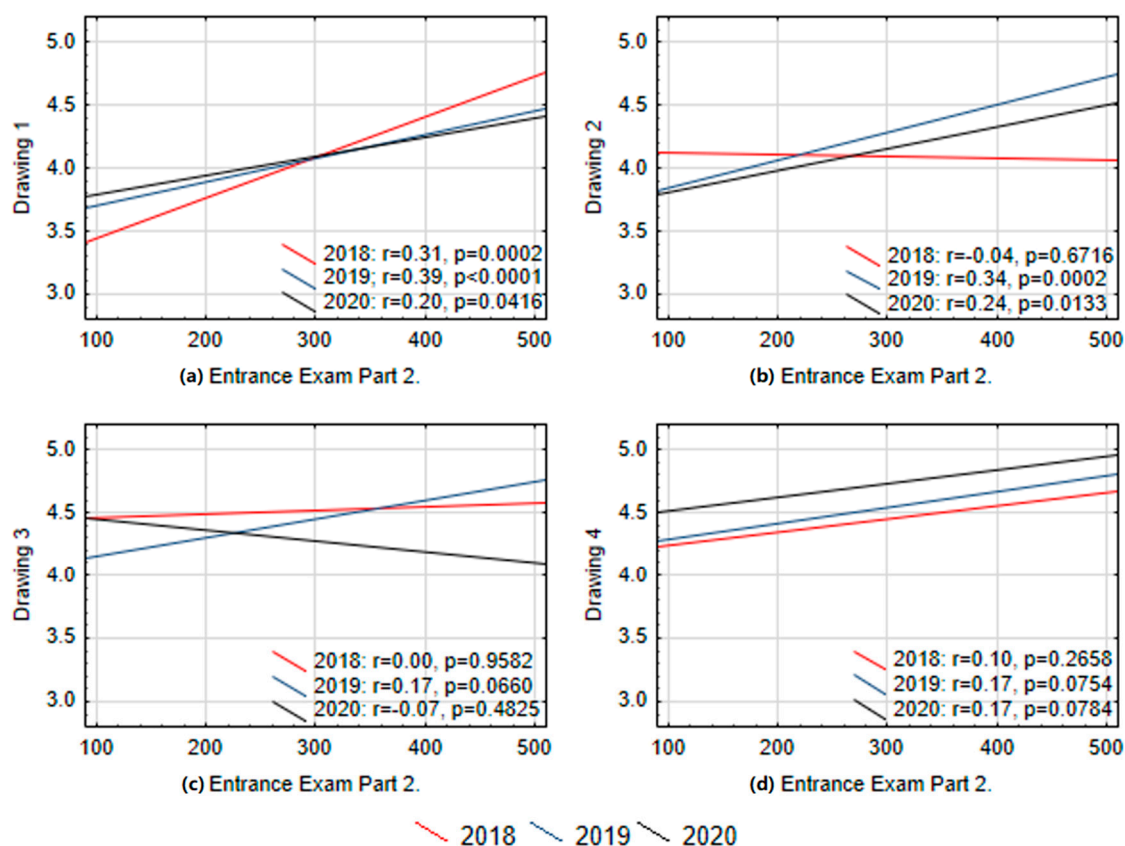 5.0
4.5
4.0
3.5
3.0
Drawing 1
2018: r=0.31, p=0.0002
2019; r=0.39, p<0.0001
2020: r=0.20, p=0.0416
100 200 300 400 500
(a) Entrance Exam Part 2.
5.0
4.5
4.0
3.5
3.0
Drawing 2
2018: r=-0.04, p=0.6716
2019: r=0.34, p=0.0002
2020: r=0.24, p=0.0133
100 200 300 400 500
(b) Entrance Exam Part 2.
5.0
4.5
4.0
3.5
3.0
Drawing 3
2018: r=0.00, p=0.9582
2019: r=0.17, p=0.0660
2020: r=-0.07, p=0.4825
100 200 300 400 500
(c) Entrance Exam Part 2.
5.0
4.5
4.0
3.5
3.0
Drawing 4
2018: r=0.10, p=0.2658
2019: r=0.17, p=0.0754
2020: r=0.17, p=0.0784
100 200 300 400 500
(d) Entrance Exam Part 2.
2018 2019 2020